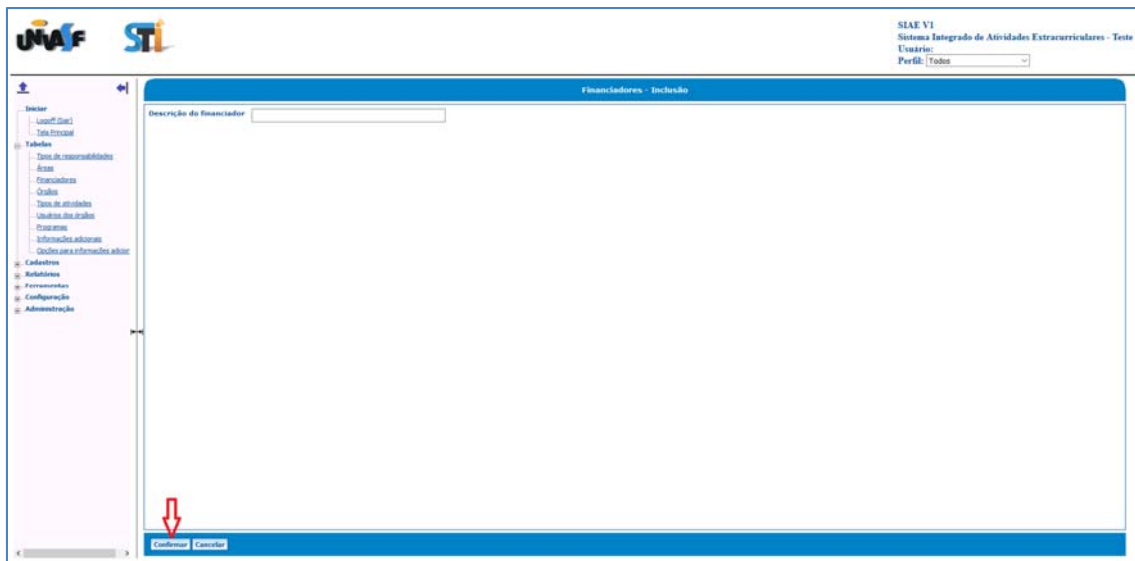 UNIVASF STI
SIAE V1
Sistema Integrado de Atividades Extracurriculares - Teste
Usuário:
Perfil: Todos
Iniciar
Logoff (Sair)
Tela Principal
Tabelas
Tipos de responsabilidades
Áreas
Financiadores
Órgãos
Tipos de atividades
Usuários dos órgãos
Programas
Informações adicionais
Opções para informações adicior
Cadastros
Relatórios
Ferramentas
Configuração
Administração
Financiadores - Inclusão
Descrição do financiador
Confirmar Cancelar